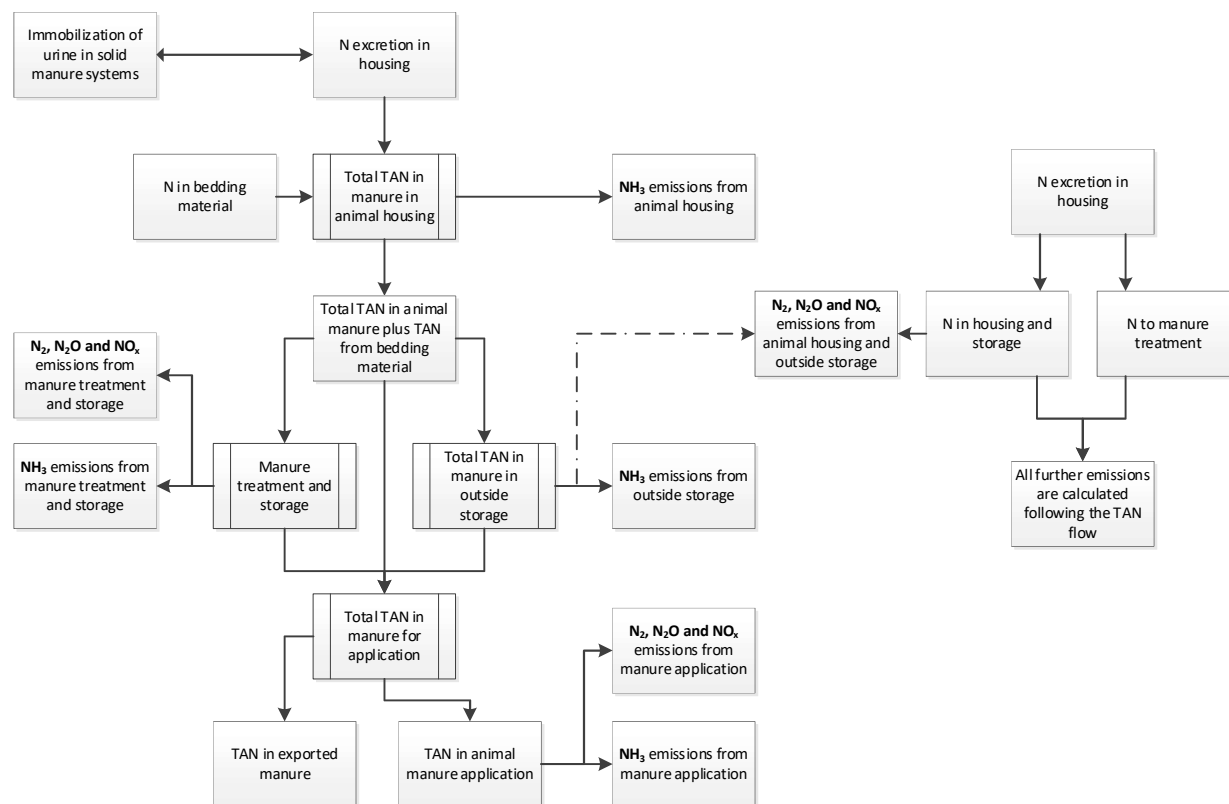 Immobilization of
urine in solid
manure systems
N excretion in
housing
N in bedding
material
Total TAN in
manure in
animal housing
NH₃ emissions from
animal housing
N excretion in
housing
Total TAN in animal
manure plus TAN
from bedding
material
N₂, N₂O and NOₓ
emissions from
animal housing and
outside storage
N in housing and
storage
N to manure
treatment
N₂, N₂O and NOₓ
emissions from
manure treatment
and storage
NH₃ emissions from
manure treatment
and storage
Manure
treatment and
storage
Total TAN in
manure in
outside
storage
NH₃ emissions from
outside storage
All further emissions
are calculated
following the TAN
flow
Total TAN in
manure for
application
N₂, N₂O and NOₓ
emissions from
manure application
TAN in exported
manure
TAN in animal
manure application
NH₃ emissions from
manure application